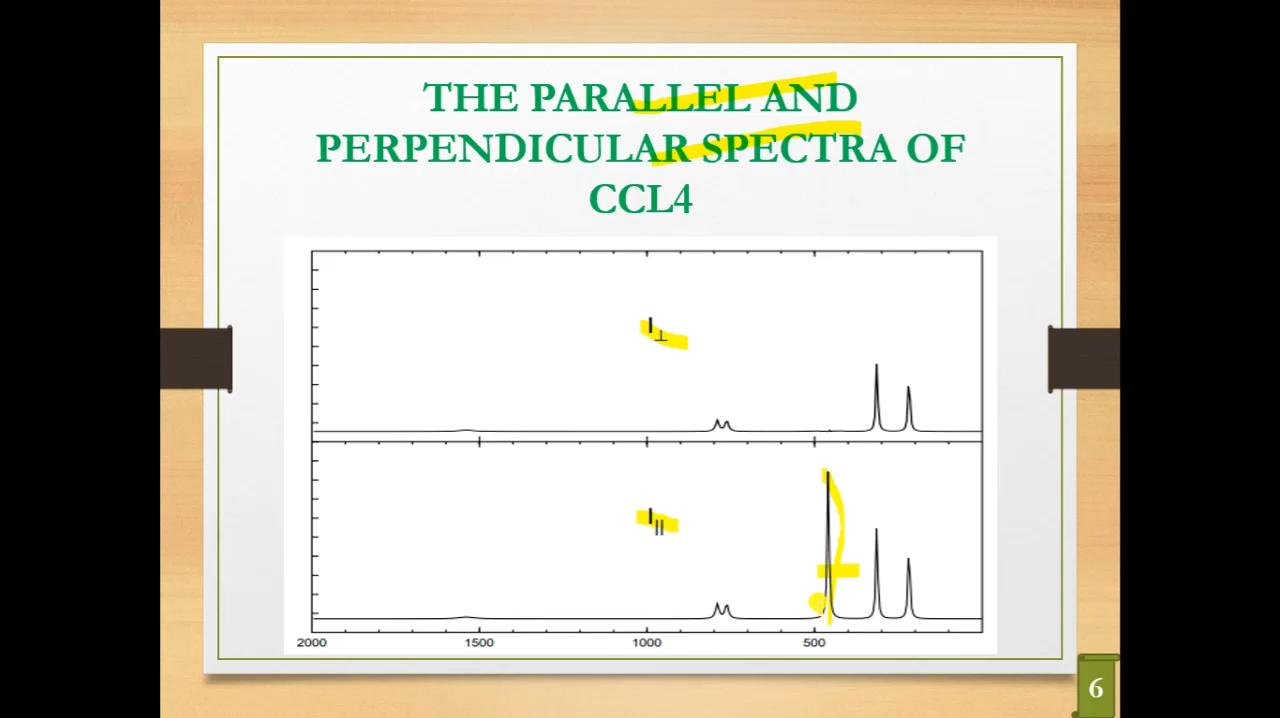 THE PARALLEL AND
PERPENDICULAR SPECTRA OF
CCL4
I⊥
I||
2000 1500 1000 500
6